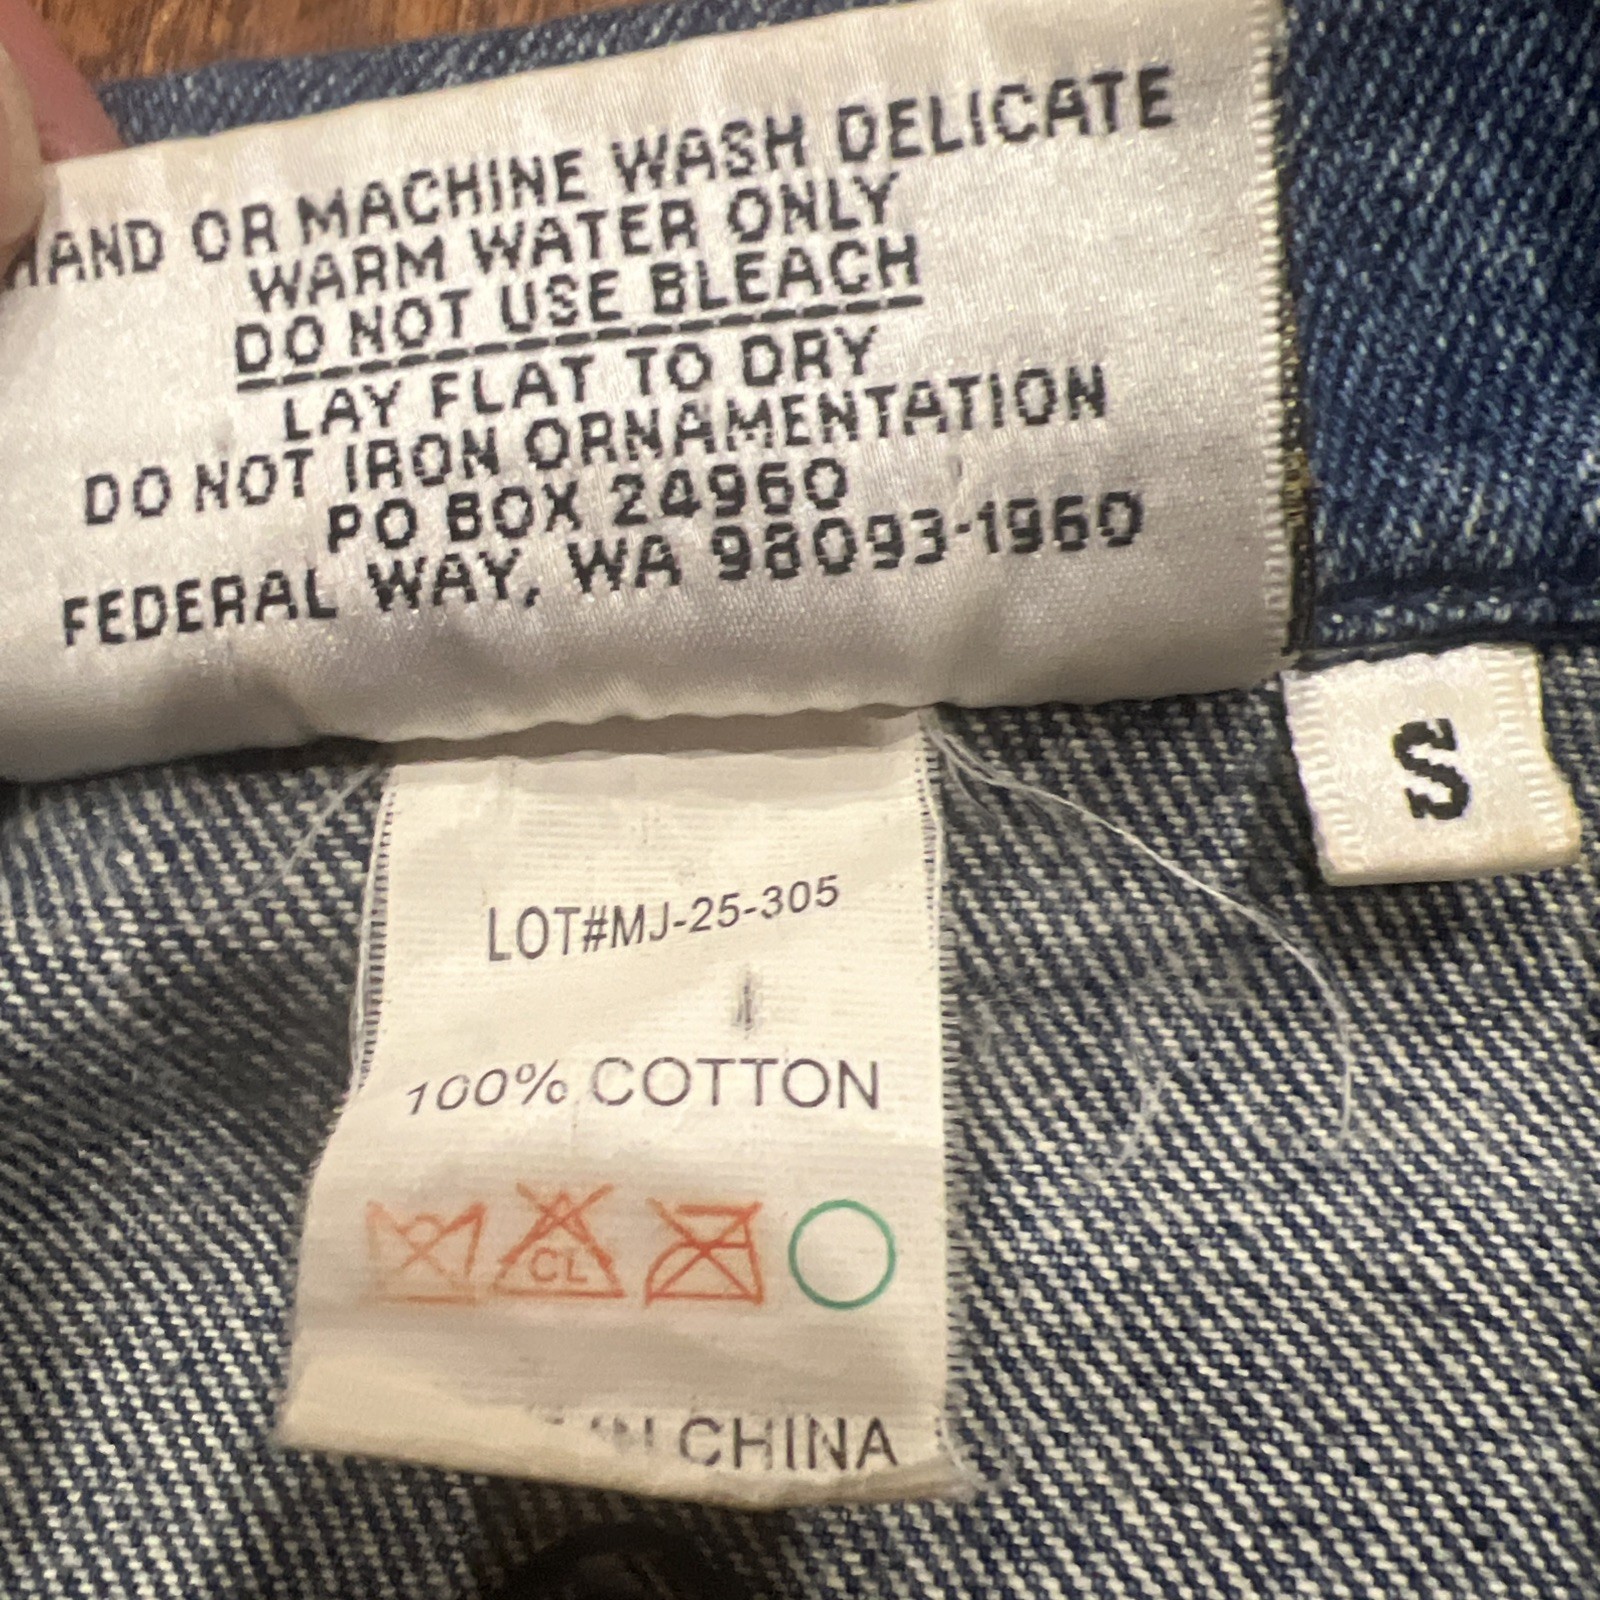 HAND OR MACHINE WASH DELICATE
WARM WATER ONLY
DO NOT USE BLEACH
LAY FLAT TO DRY
DO NOT IRON ORNAMENTATION
PO BOX 24960
FEDERAL WAY, WA 98093-1960
S
LOT#MJ-25-305
100% COTTON
CL
IN CHINA